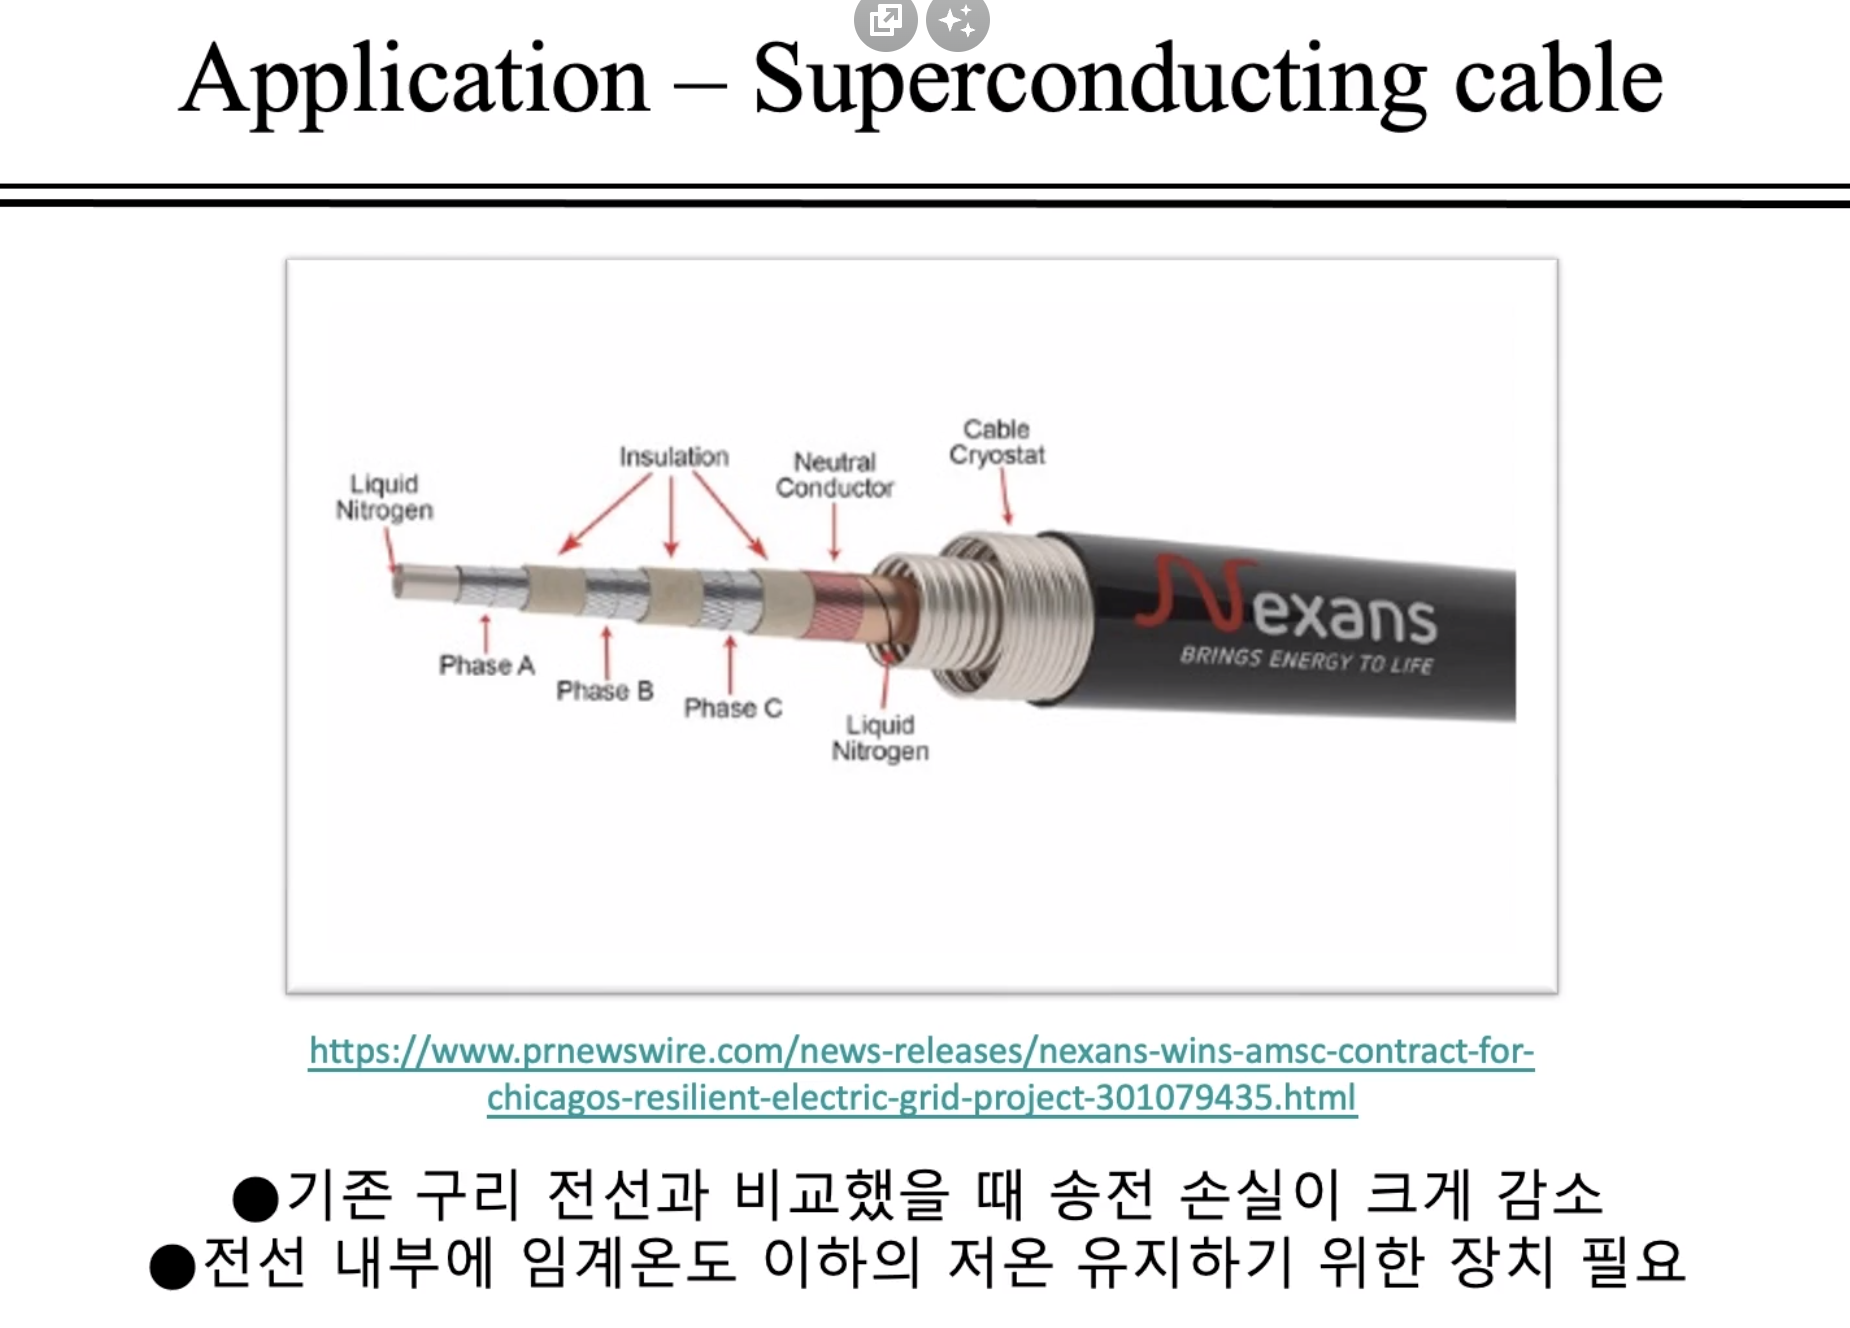 Application – Superconducting cable
Cable
Cryostat
Insulation
Neutral
Conductor
Liquid
Nitrogen
Nexans
BRINGS ENERGY TO LIFE
Phase A
Phase B
Phase C
Liquid
Nitrogen
https://www.prnewswire.com/news-releases/nexans-wins-amsc-contract-for-
chicagos-resilient-electric-grid-project-301079435.html
●기존 구리 전선과 비교했을 때 송전 손실이 크게 감소
●전선 내부에 임계온도 이하의 저온 유지하기 위한 장치 필요